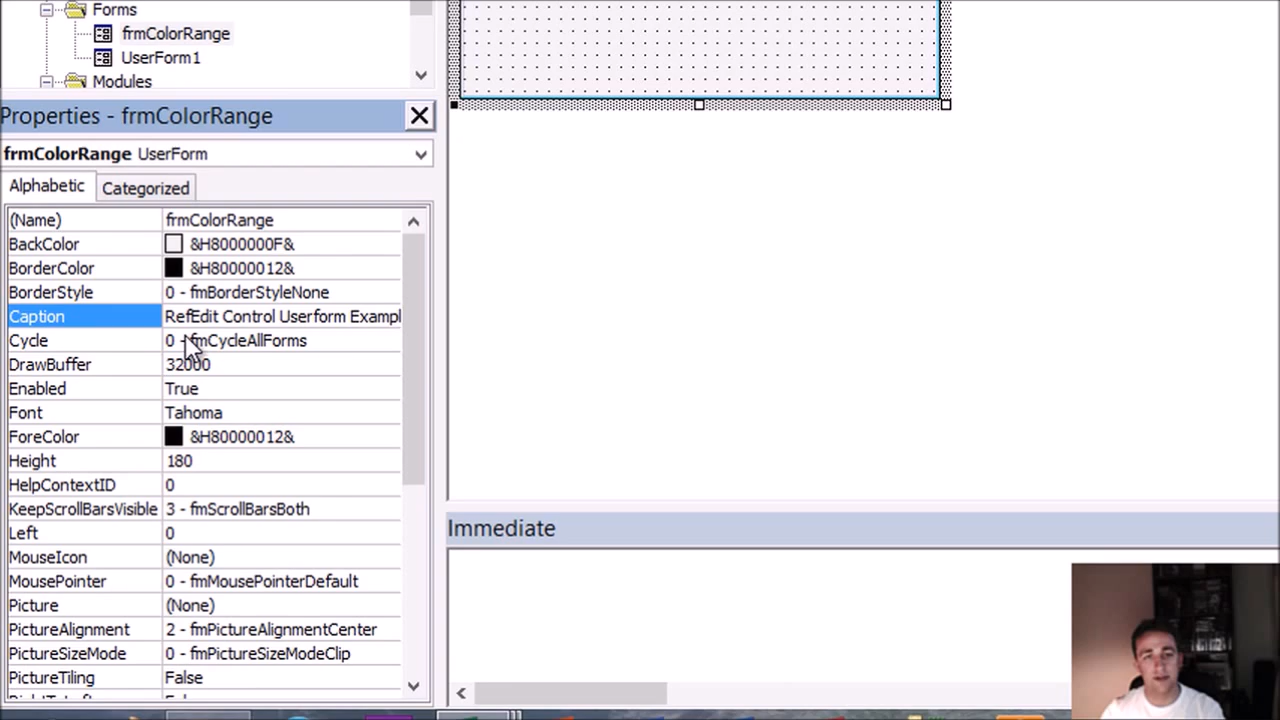 Forms
frmColorRange
UserForm1
Modules
Properties - frmColorRange
frmColorRange UserForm
Alphabetic
Categorized
(Name) frmColorRange
BackColor &H8000000F&
BorderColor &H80000012&
BorderStyle 0 - fmBorderStyleNone
Caption RefEdit Control Userform Exampl
Cycle 0 - fmCycleAllForms
DrawBuffer 32000
Enabled True
Font Tahoma
ForeColor &H80000012&
Height 180
HelpContextID 0
KeepScrollBarsVisible 3 - fmScrollBarsBoth
Left 0
MouseIcon (None)
MousePointer 0 - fmMousePointerDefault
Picture (None)
PictureAlignment 2 - fmPictureAlignmentCenter
PictureSizeMode 0 - fmPictureSizeModeClip
PictureTiling False
Immediate